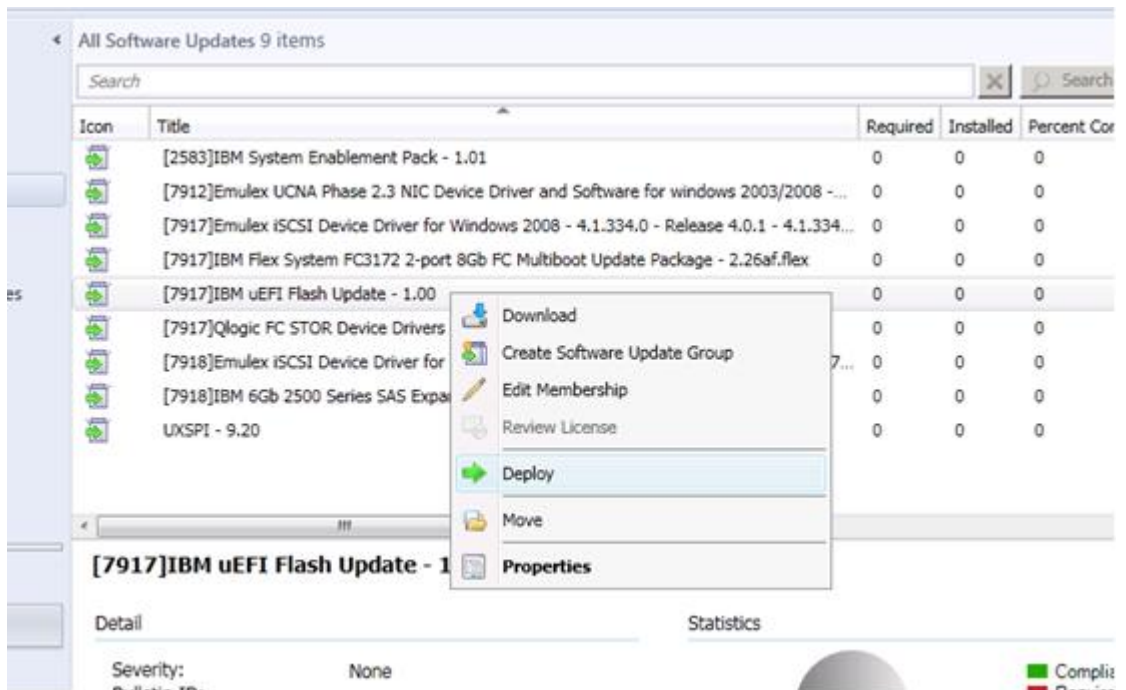 All Software Updates 9 items
Search
Search
Icon Title Required Installed Percent Cor
[2583]IBM System Enablement Pack - 1.01 0 0 0
[7912]Emulex UCNA Phase 2.3 NIC Device Driver and Software for windows 2003/2008 -... 0 0 0
[7917]Emulex iSCSI Device Driver for Windows 2008 - 4.1.334.0 - Release 4.0.1 - 4.1.334... 0 0 0
[7917]IBM Flex System FC3172 2-port 8Gb FC Multiboot Update Package - 2.26af.flex 0 0 0
es
[7917]IBM uEFI Flash Update - 1.00 0 0 0
[7917]Qlogic FC STOR Device Drivers 0 0 0
[7918]Emulex iSCSI Device Driver for 7... 0 0 0
[7918]IBM 6Gb 2500 Series SAS Expa 0 0 0
UXSPI - 9.20 0 0 0
Download
Create Software Update Group
Edit Membership
Review License
Deploy
Move
Properties
[7917]IBM uEFI Flash Update - 1
Detail Statistics
Severity: None
Complia